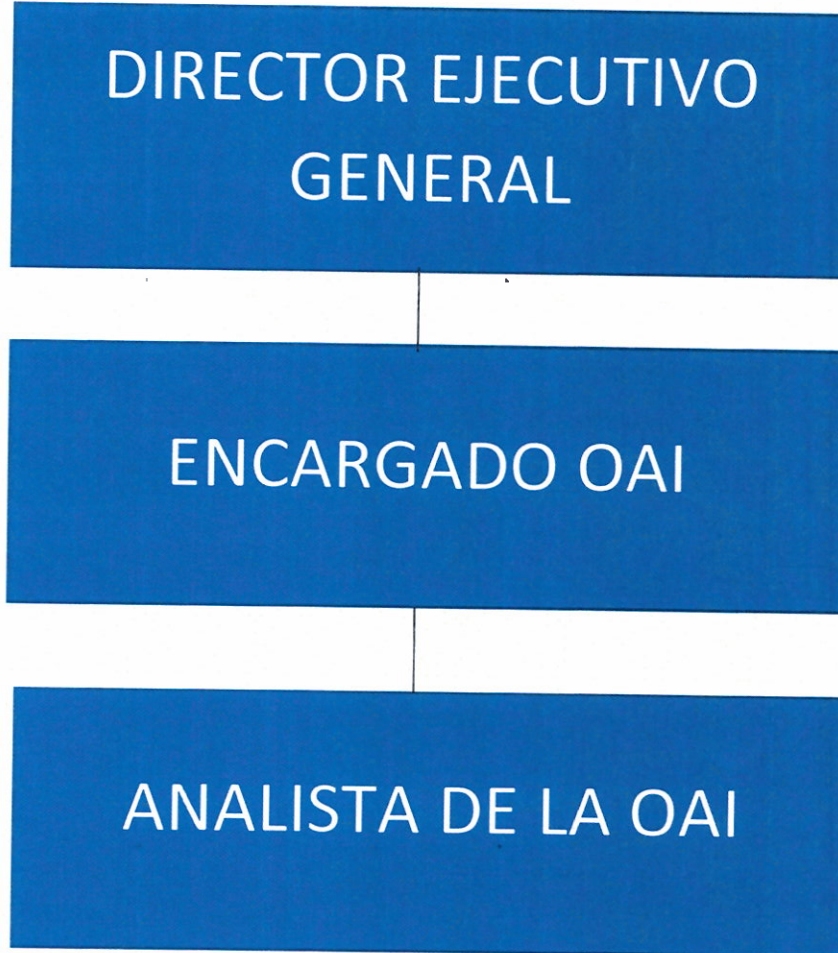 DIRECTOR EJECUTIVO
GENERAL
ENCARGADO OAI
ANALISTA DE LA OAI